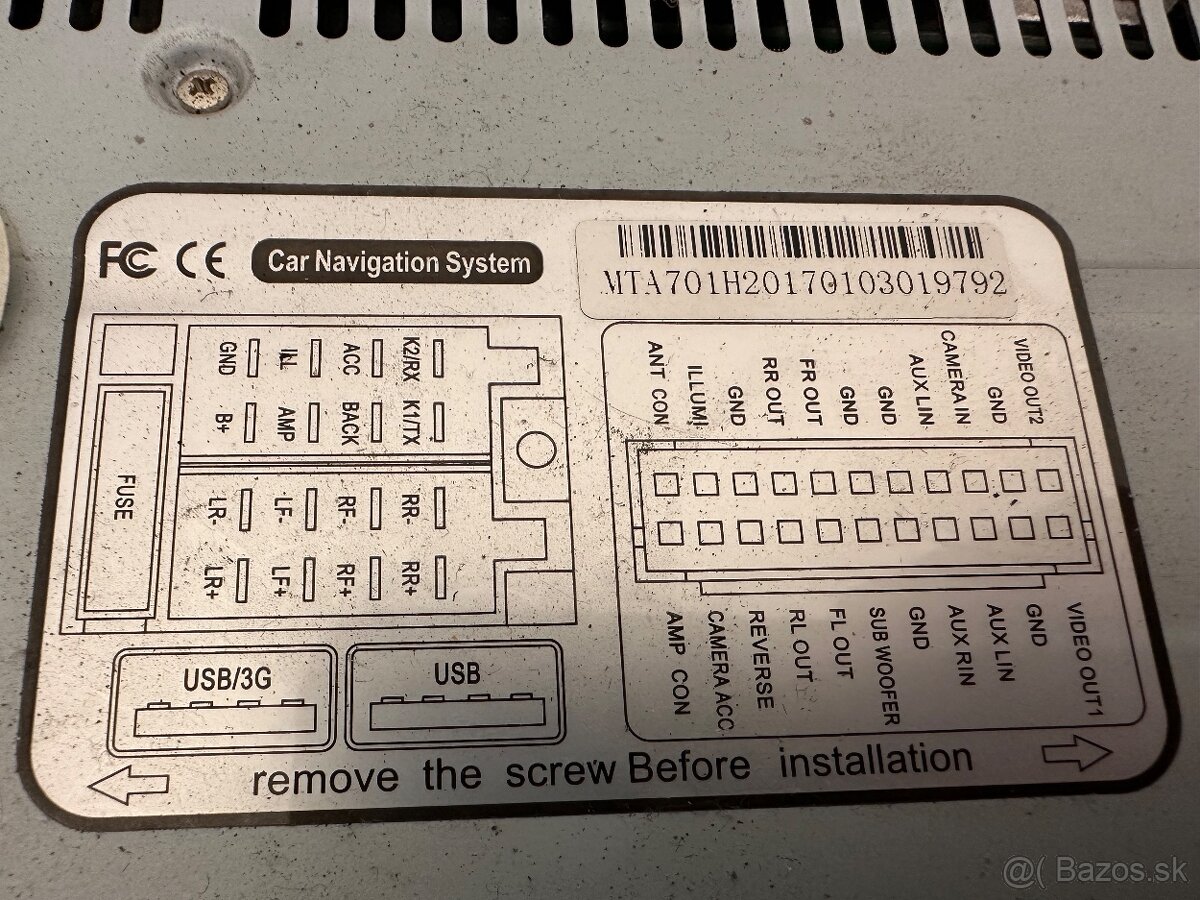 FC CE Car Navigation System
MTA701H20170103019792
GND ILL ACC K2/RX
B+ AMP BACK K1/TX
FUSE
LR- LF- RF- RR-
LR+ LF+ RF+ RR+
USB/3G USB
ANT CON ILLUMI GND RR OUT FR OUT GND GND AUX LIN CAMERA IN GND VIDEO OUT2
AMP CON CAMERA ACC REVERSE RL OUT FL OUT SUB WOOFER GND AUX RIN AUX LIN GND VIDEO OUT1
remove the screw Before installation
@( Bazos.sk